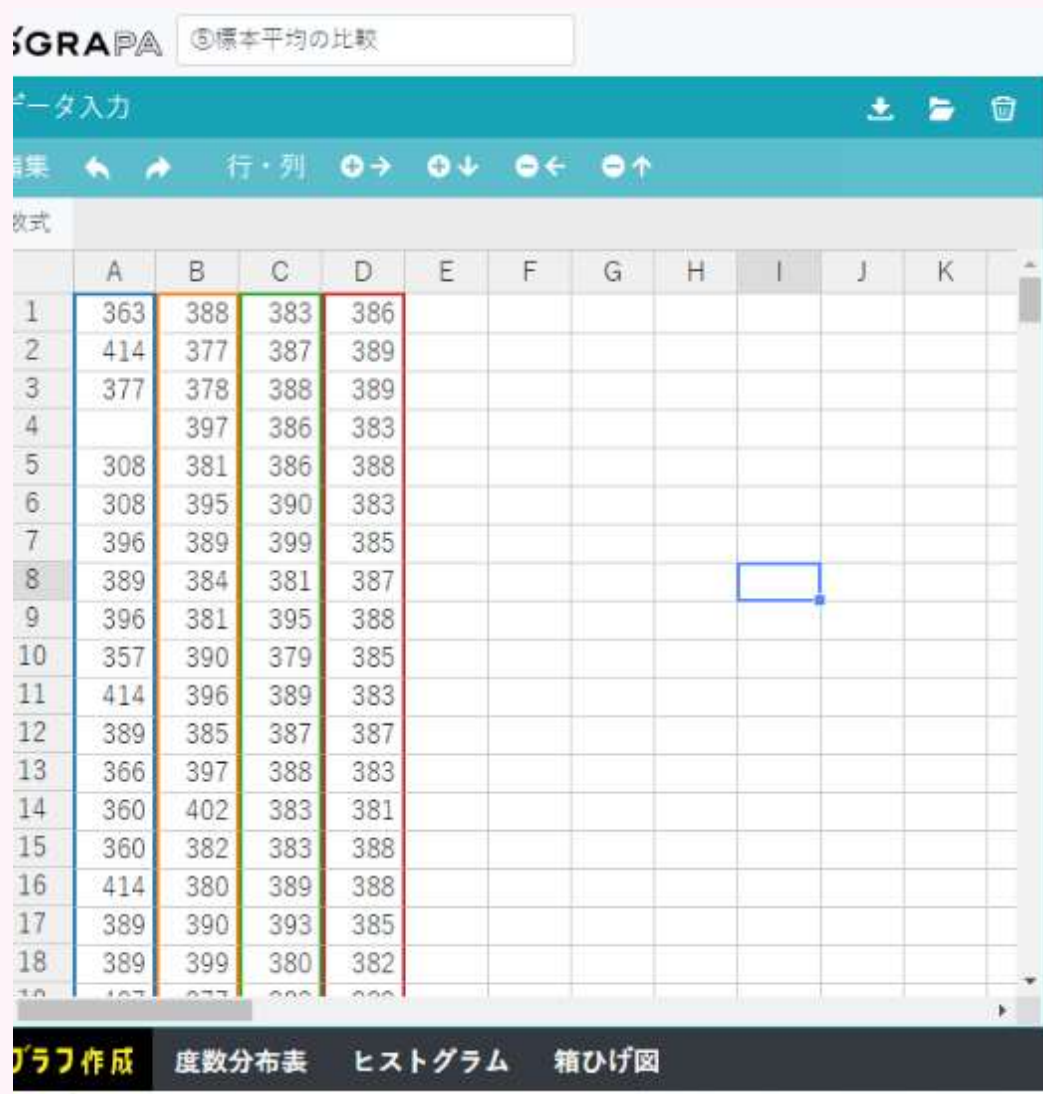 SGRAPA ⑤標本平均の比較
データ入力
編集 行・列
数式
A B C D E F G H I J K
1 363 388 383 386
2 414 377 387 389
3 377 378 388 389
4 397 386 383
5 308 381 386 388
6 308 395 390 383
7 396 389 399 385
8 389 384 381 387
9 396 381 395 388
10 357 390 379 385
11 414 396 389 383
12 389 385 387 387
13 366 397 388 383
14 360 402 383 381
15 360 382 383 388
16 414 380 389 388
17 389 390 393 385
18 389 399 380 382
グラフ作成 度数分布表 ヒストグラム 箱ひげ図